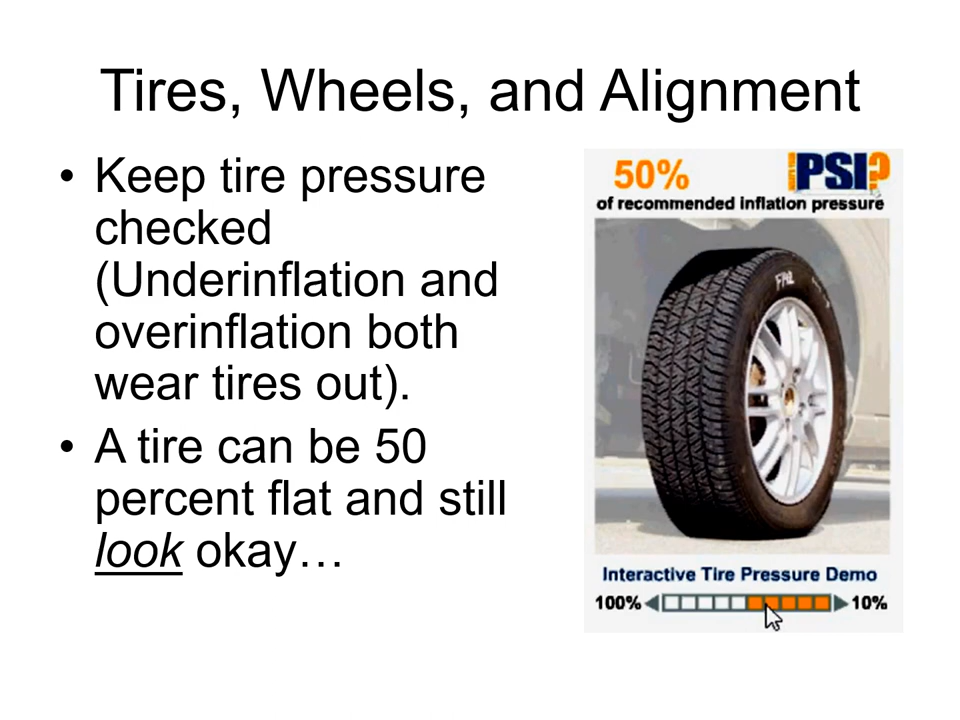 Tires, Wheels, and Alignment
• Keep tire pressure
checked
(Underinflation and
overinflation both
wear tires out).
• A tire can be 50
percent flat and still
look okay…
50%
PSI?
of recommended inflation pressure
Interactive Tire Pressure Demo
100%
10%